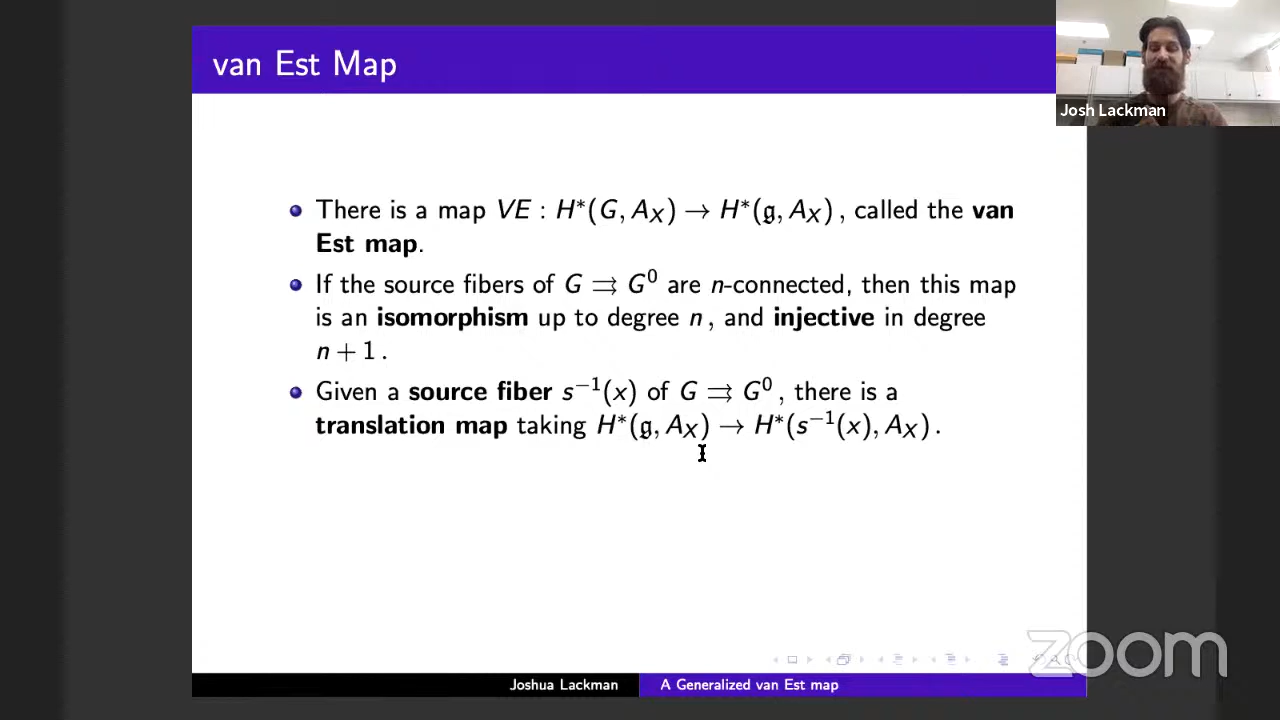 van Est Map
Josh Lackman
There is a map VE : H*(G, A_X) → H*(𝔤, A_X) , called the van
Est map.
If the source fibers of G ⇉ G⁰ are n-connected, then this map
is an isomorphism up to degree n , and injective in degree
n + 1 .
Given a source fiber s⁻¹(x) of G ⇉ G⁰ , there is a
translation map taking H*(𝔤, A_X) → H*(s⁻¹(x), A_X) .
zoom
Joshua Lackman
A Generalized van Est map